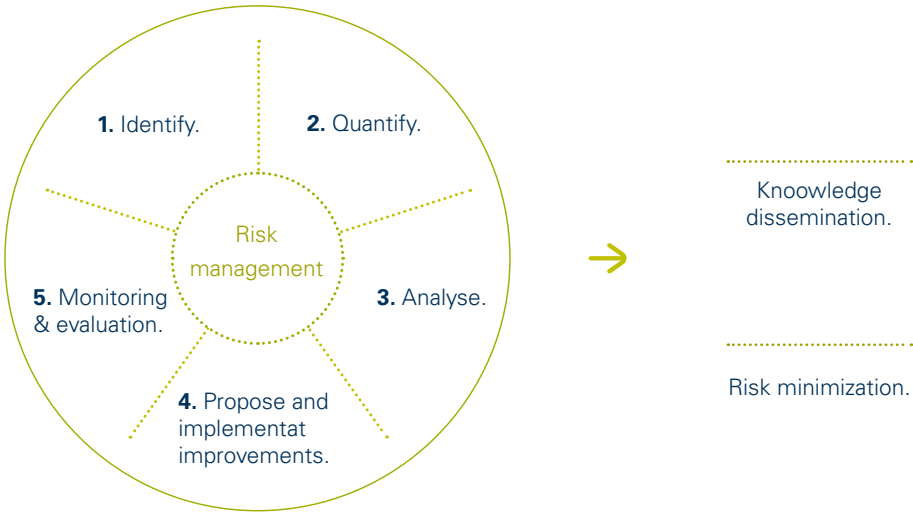 1. Identify.
2. Quantify.
Risk
management
3. Analyse.
4. Propose and
implementat
improvements.
5. Monitoring
& evaluation.
Knoowledge
dissemination.
Risk minimization.